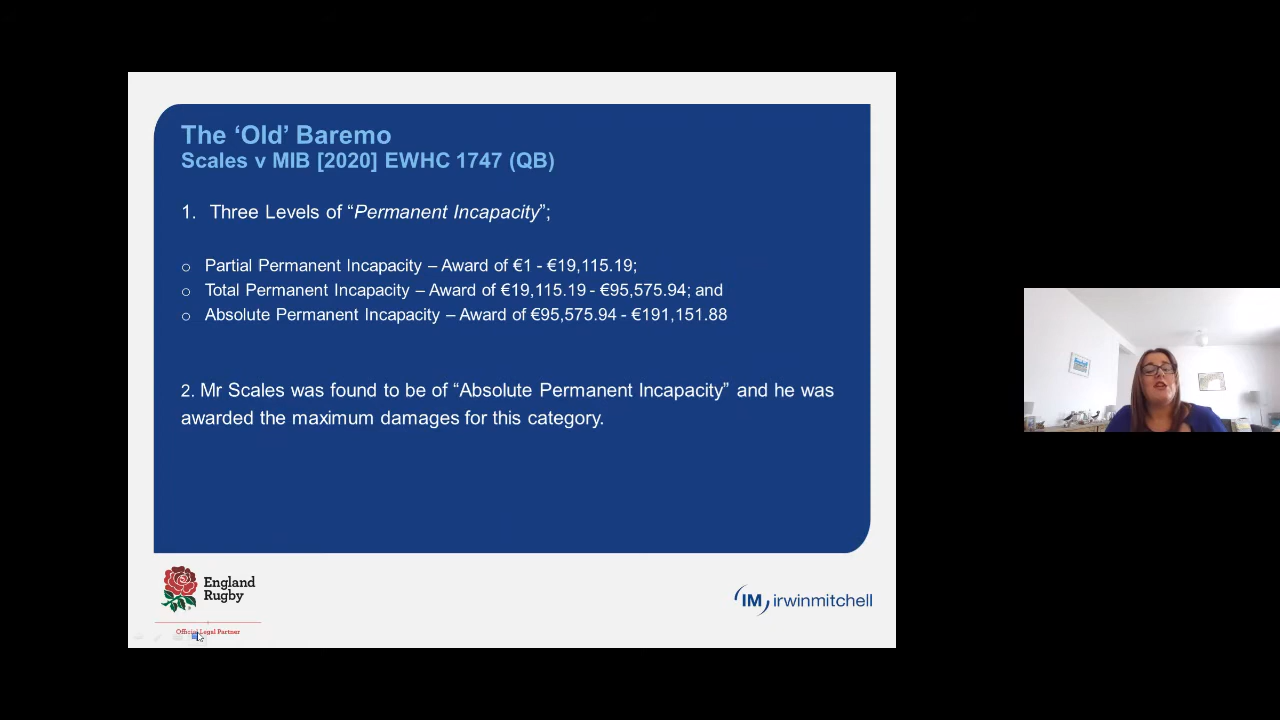 The ‘Old’ Baremo
Scales v MIB [2020] EWHC 1747 (QB)
1. Three Levels of “Permanent Incapacity”;
o Partial Permanent Incapacity – Award of €1 - €19,115.19;
o Total Permanent Incapacity – Award of €19,115.19 - €95,575.94; and
o Absolute Permanent Incapacity – Award of €95,575.94 - €191,151.88
2. Mr Scales was found to be of “Absolute Permanent Incapacity” and he was
awarded the maximum damages for this category.
England
Rugby
Official Legal Partner
IM irwinmitchell